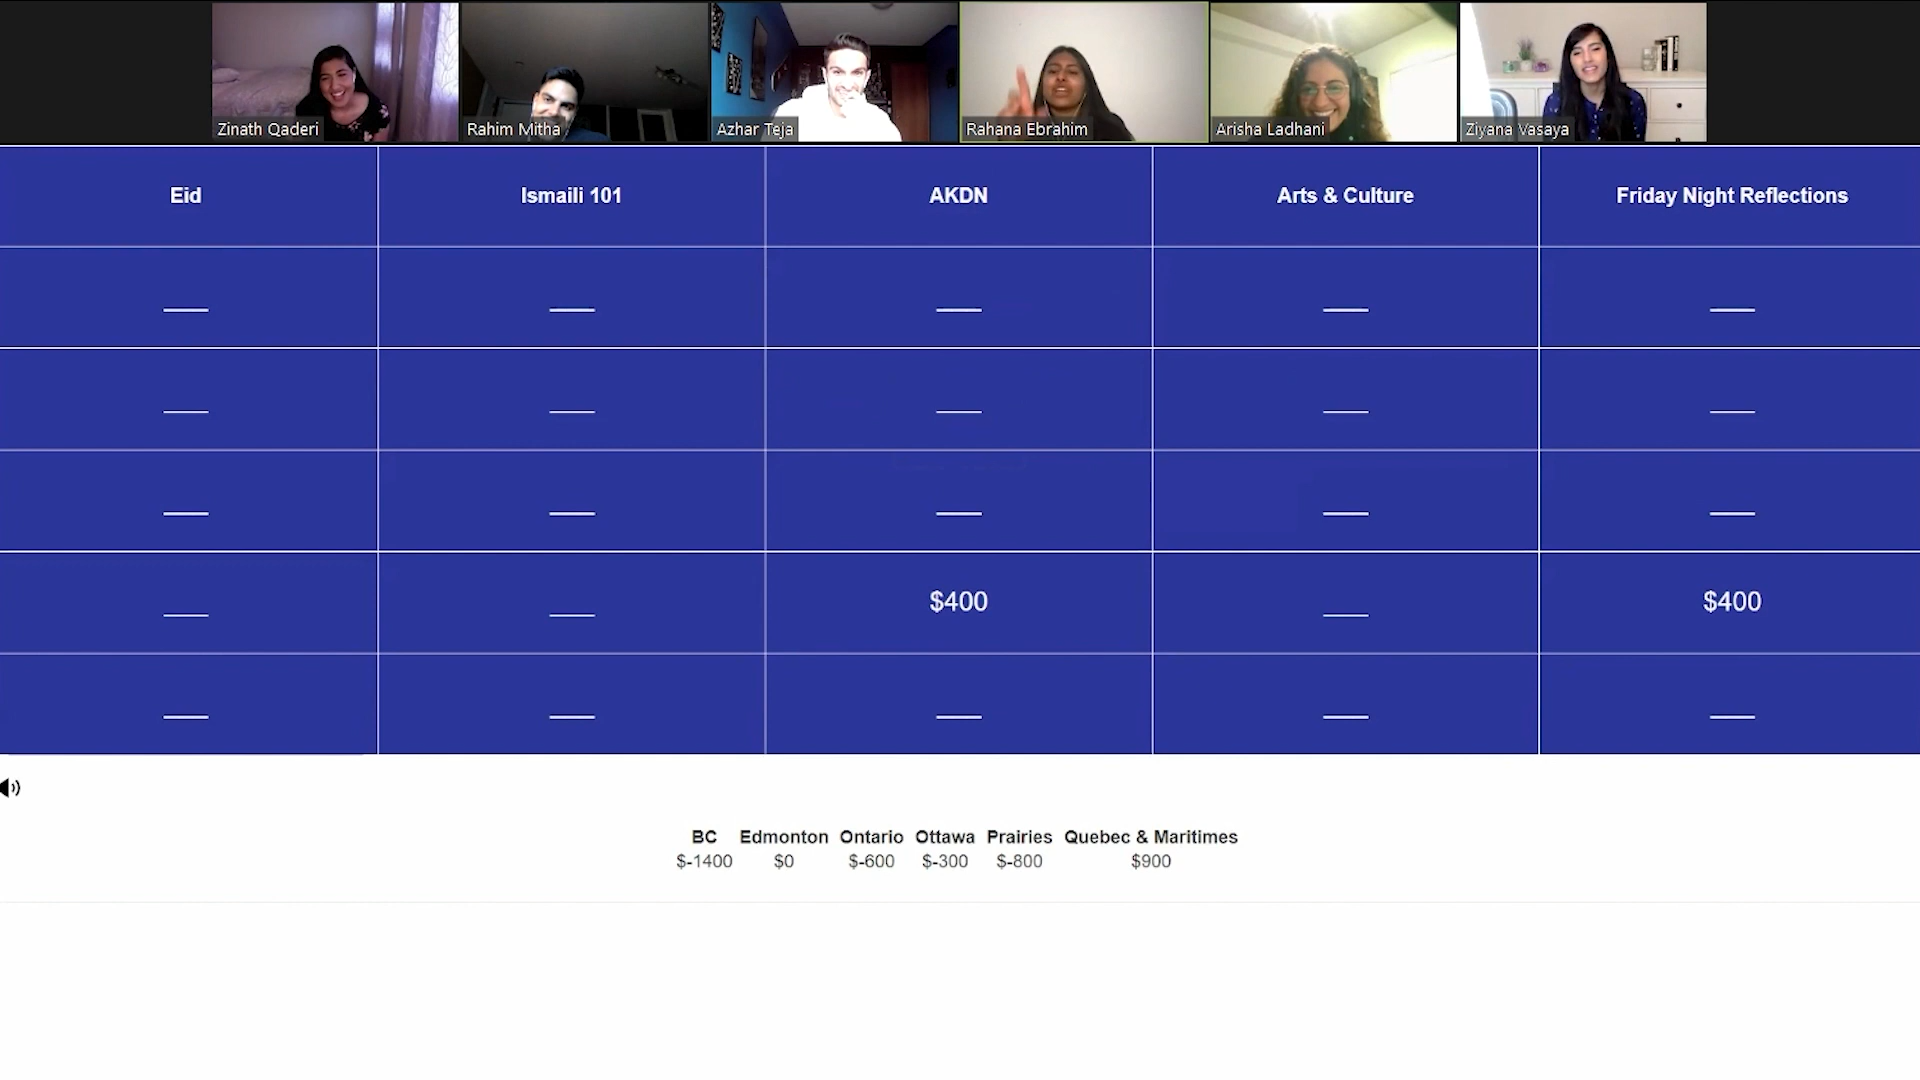 Zinath Qaderi
Rahim Mitha
Azhar Teja
Rahana Ebrahim
Arisha Ladhani
Ziyana Vasaya
Eid Ismaili 101 AKDN Arts & Culture Friday Night Reflections
$400 $400
BC Edmonton Ontario Ottawa Prairies Quebec & Maritimes
$-1400 $0 $-600 $-300 $-800 $900